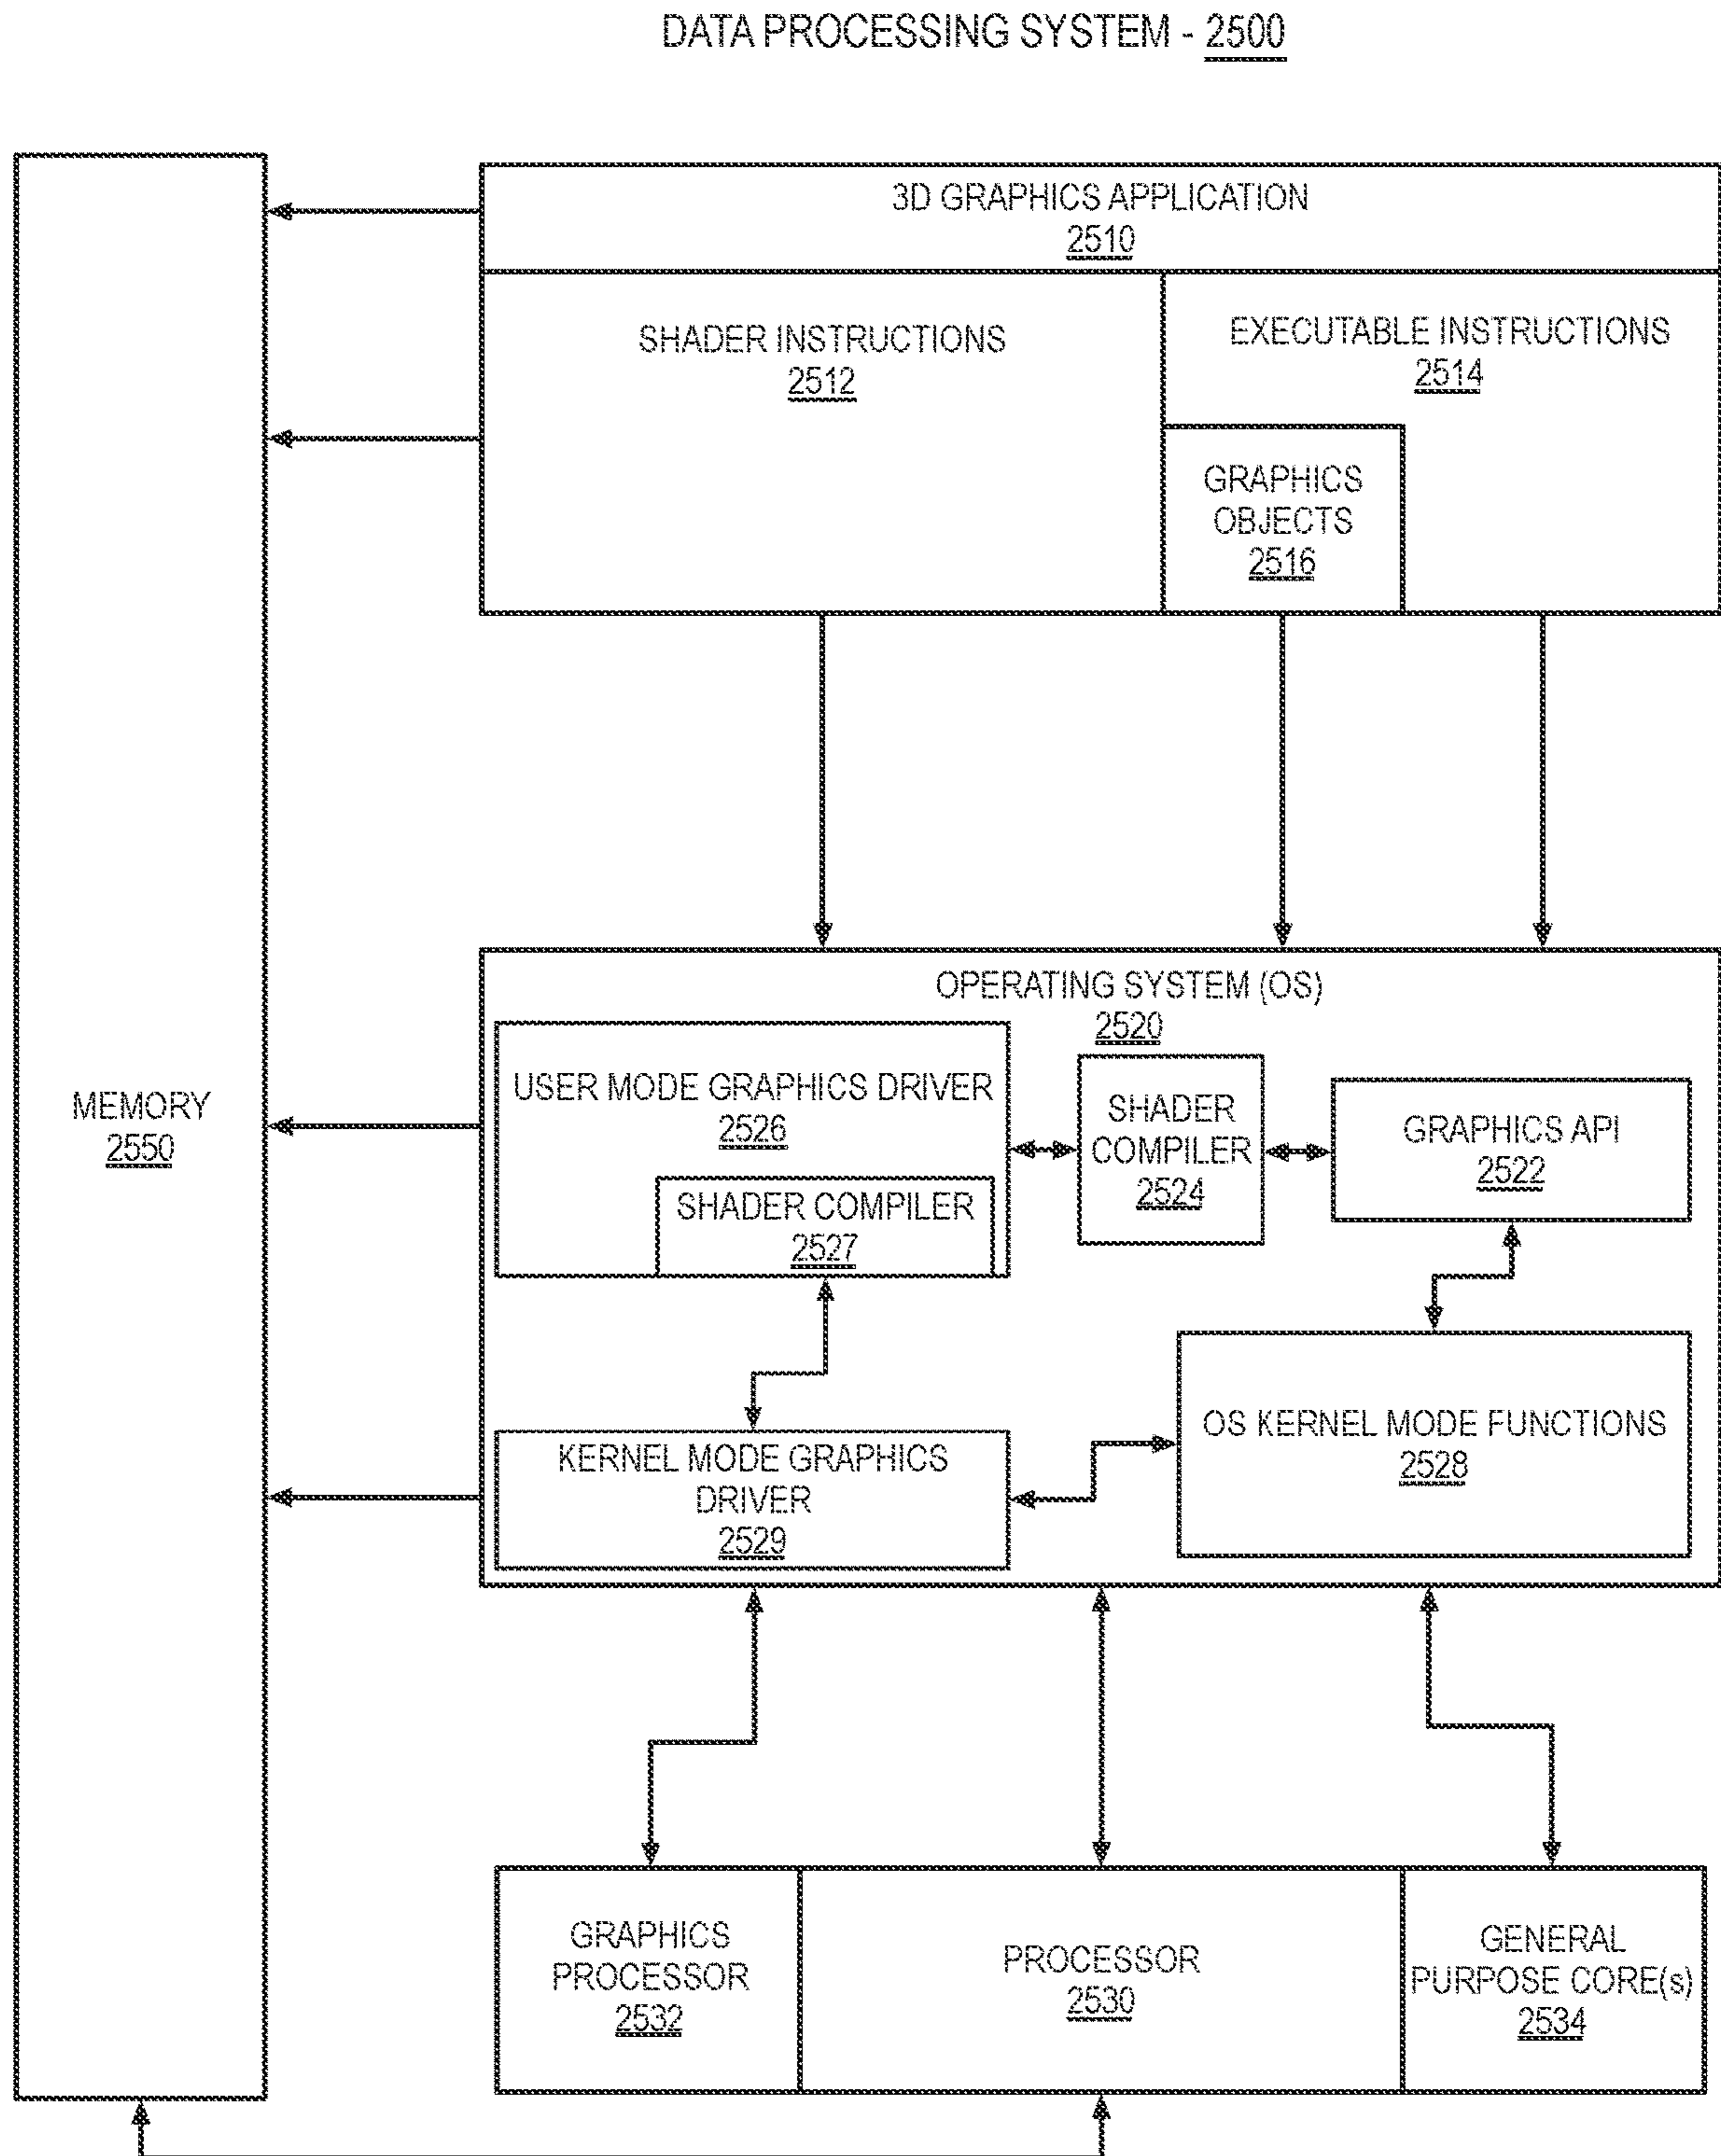 DATA PROCESSING SYSTEM - 2500
3D GRAPHICS APPLICATION
2510
SHADER INSTRUCTIONS
2512
EXECUTABLE INSTRUCTIONS
2514
GRAPHICS
OBJECTS
2516
OPERATING SYSTEM (OS)
2520
USER MODE GRAPHICS DRIVER
2526
SHADER COMPILER
2527
SHADER
COMPILER
2524
GRAPHICS API
2522
MEMORY
2550
KERNEL MODE GRAPHICS
DRIVER
2529
OS KERNEL MODE FUNCTIONS
2528
GRAPHICS
PROCESSOR
2532
PROCESSOR
2530
GENERAL
PURPOSE CORE(s)
2534